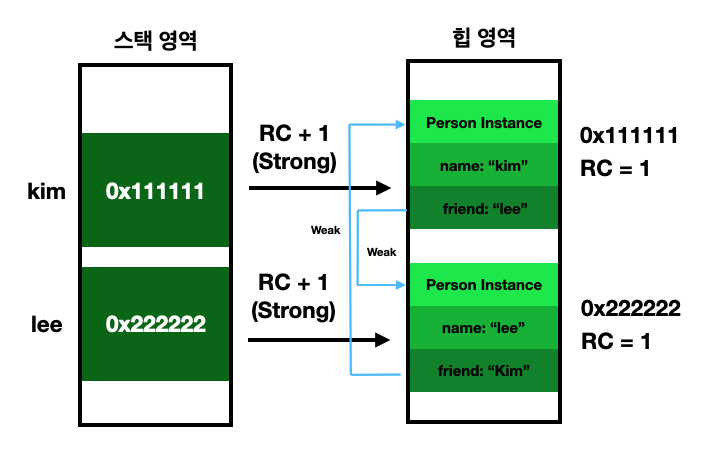 스택 영역
힙 영역
kim
0x111111
lee
0x222222
RC + 1
(Strong)
Weak
Weak
RC + 1
(Strong)
Person Instance
name: “kim”
friend: “lee”
Person Instance
name: “lee”
friend: “Kim”
0x111111
RC = 1
0x222222
RC = 1